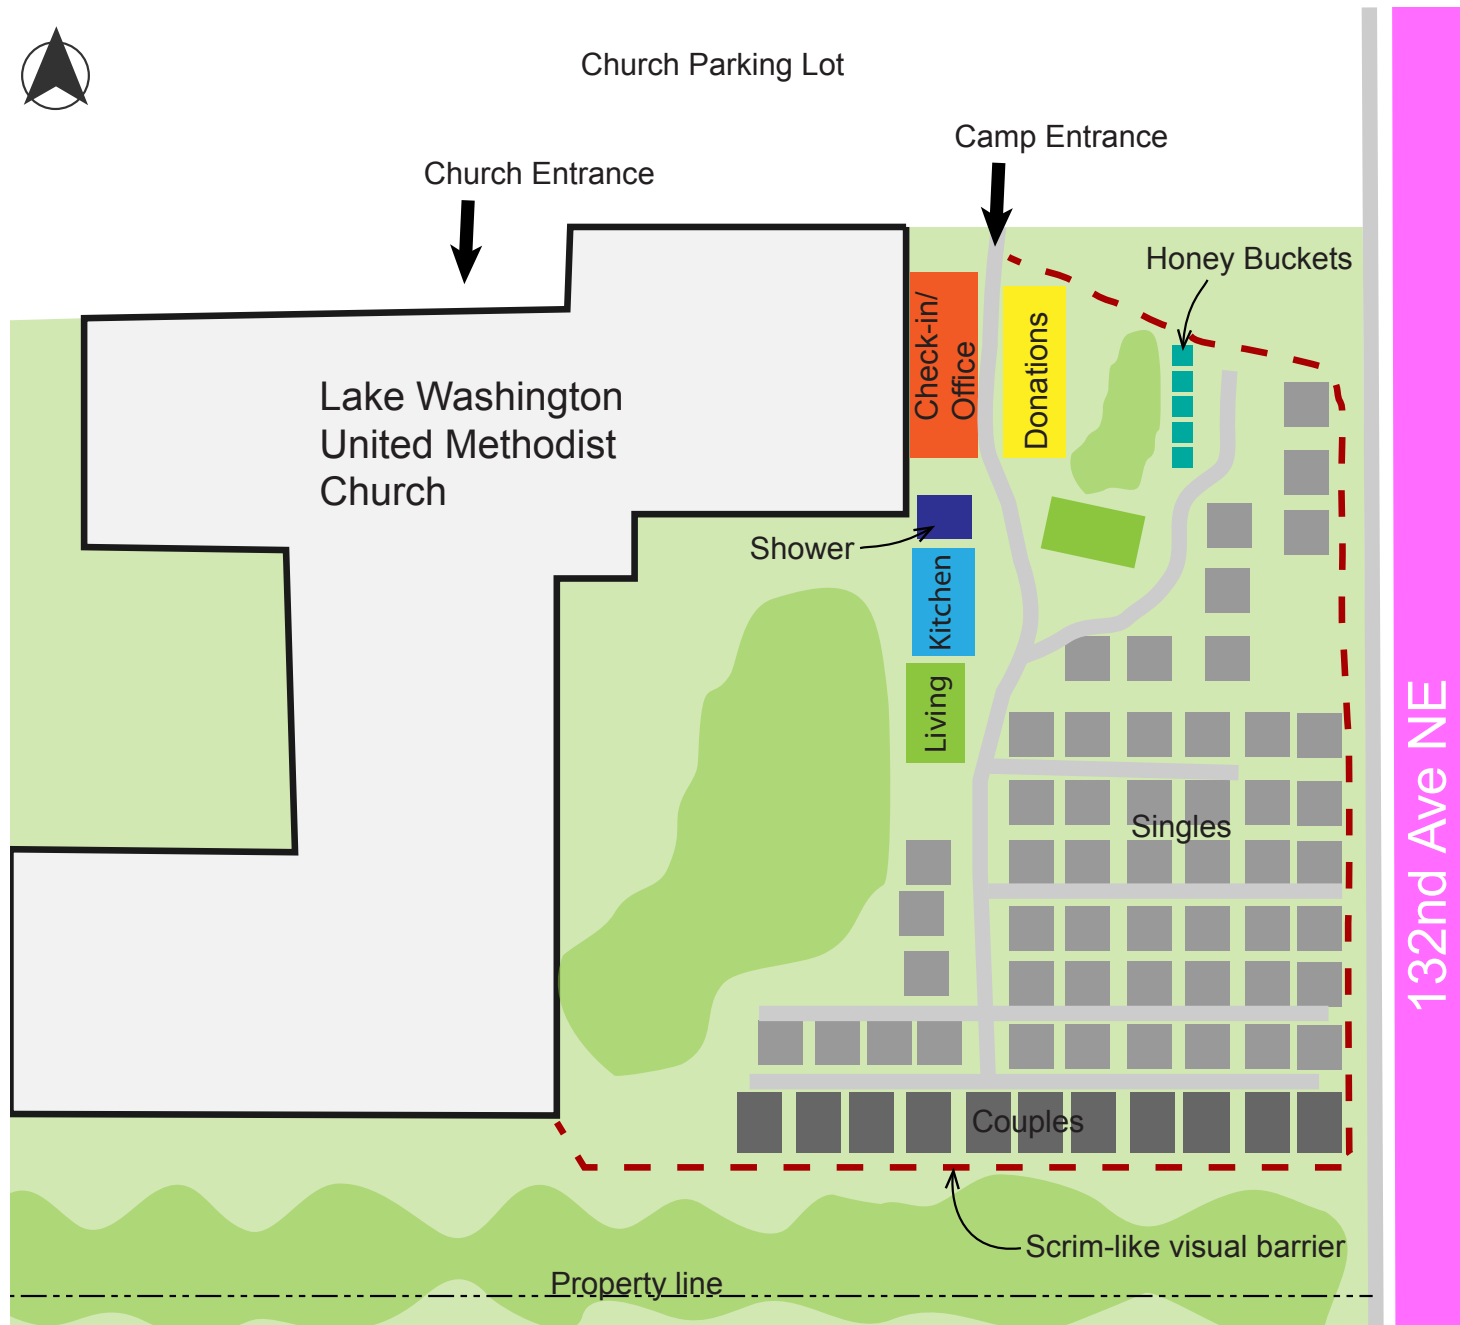 Church Parking Lot
Camp Entrance
Church Entrance
Honey Buckets
Check-in/
Office
Donations
Lake Washington
United Methodist
Church
Shower
Kitchen
Living
132nd Ave NE
Singles
Couples
Scrim-like visual barrier
Property line